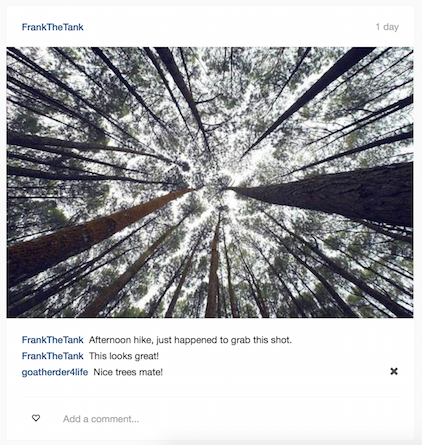 FrankTheTank 1 day
FrankTheTank Afternoon hike, just happened to grab this shot.
FrankTheTank This looks great!
goatherder4life Nice trees mate!
Add a comment...